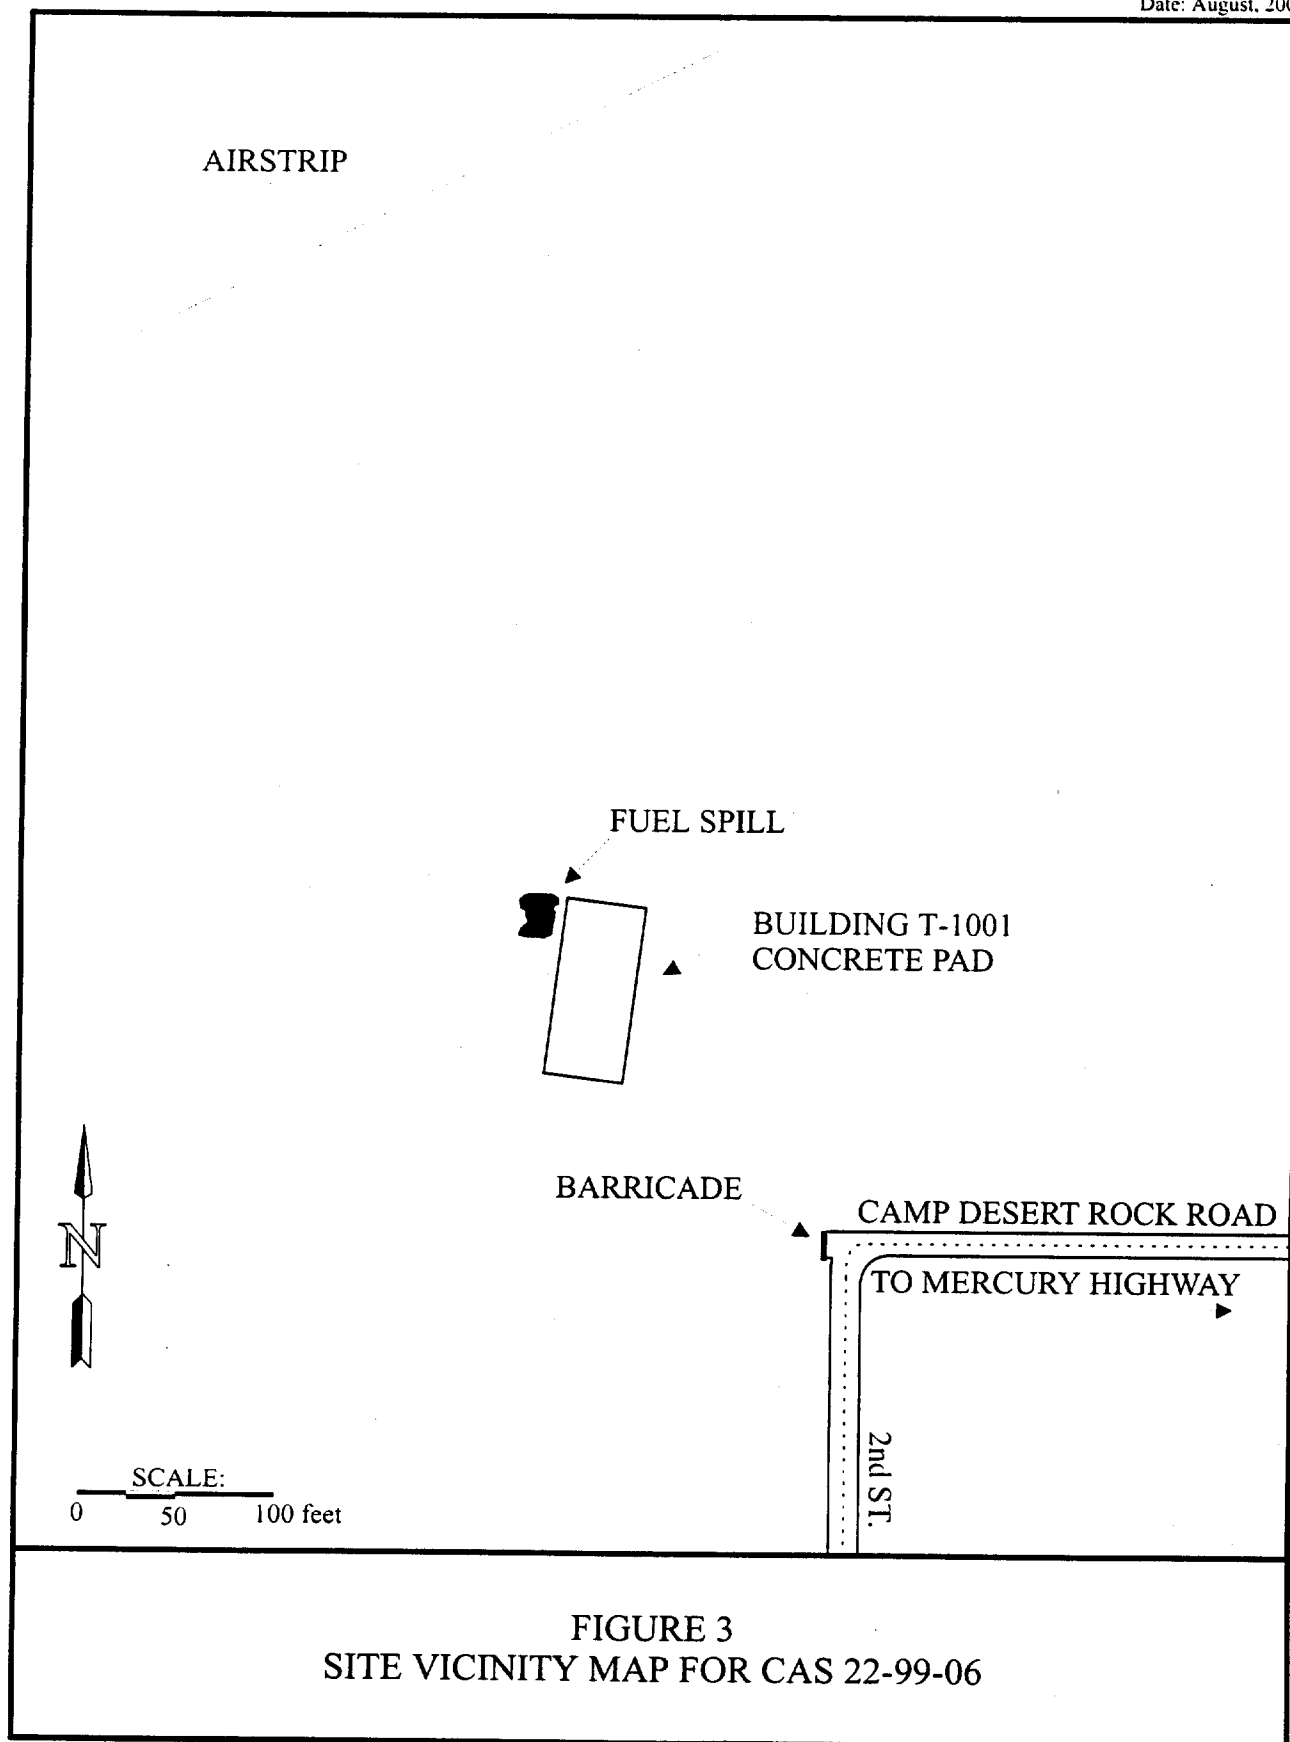 Date: August, 200
AIRSTRIP
FUEL SPILL
BUILDING T-1001
CONCRETE PAD
BARRICADE
CAMP DESERT ROCK ROAD
TO MERCURY HIGHWAY
2nd ST.
N
SCALE:
0 50 100 feet
FIGURE 3
SITE VICINITY MAP FOR CAS 22-99-06